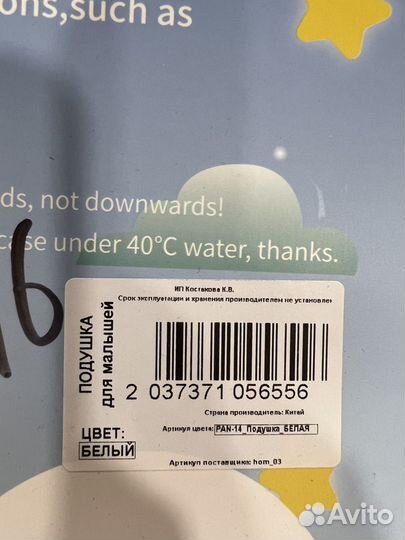 ons, such as
ds, not downwards!
case under 40°C water, thanks.
16
ИП Костакова К.В.
Срок эксплуатации и хранения производителем не установлен
ПОДУШКА
для малышей
2 037371 056556
Страна производитель: Китай
ЦВЕТ:
БЕЛЫЙ
Артикул цвета: PAN-14_Подушка_БЕЛАЯ
Артикул поставщика: hom_03
Avito